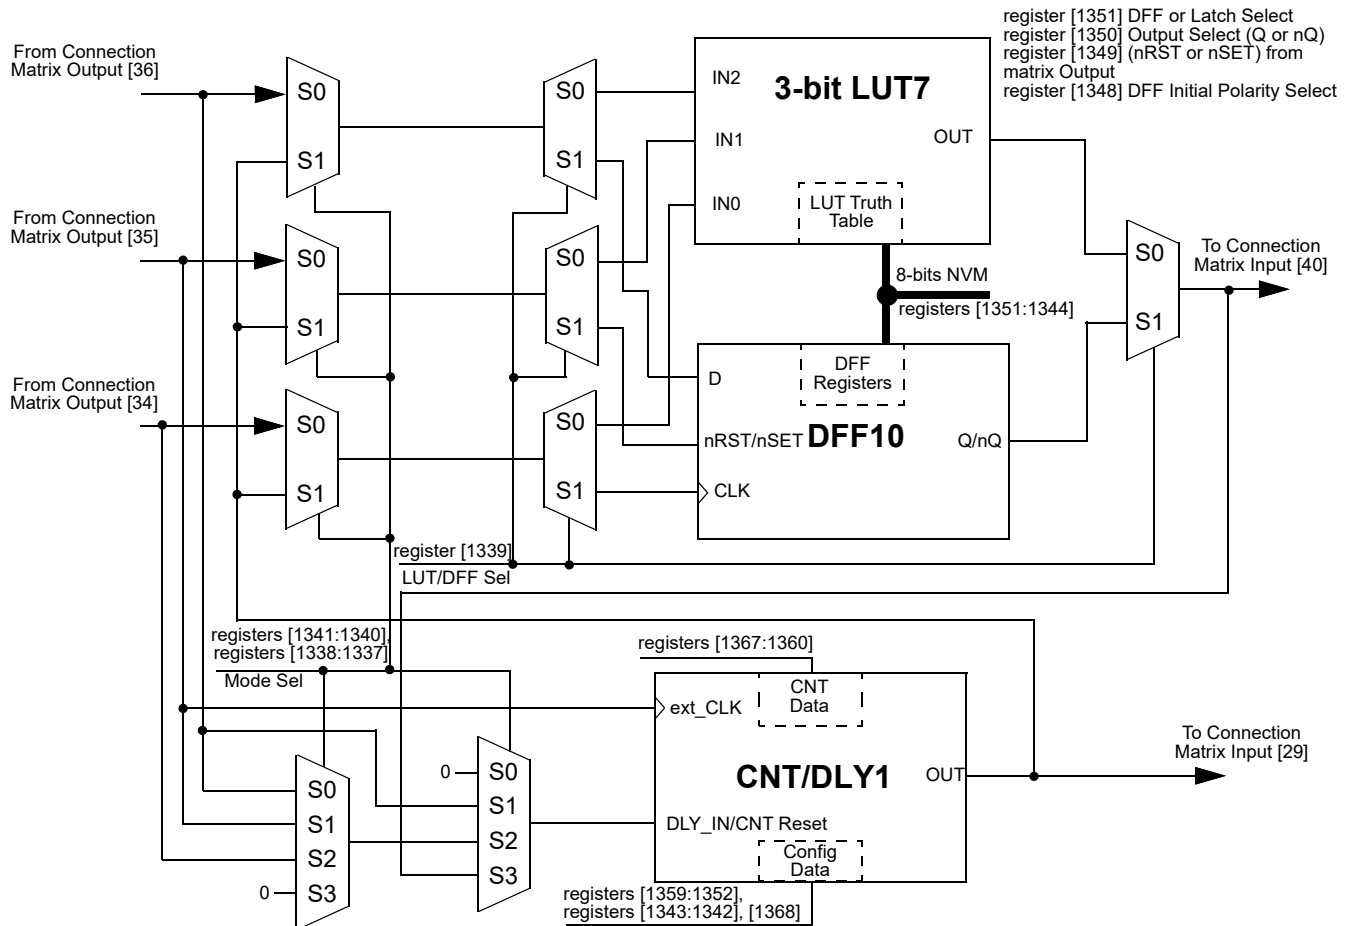 register [1351] DFF or Latch Select
register [1350] Output Select (Q or nQ)
register [1349] (nRST or nSET) from
matrix Output
register [1348] DFF Initial Polarity Select
From Connection
Matrix Output [36]
S0
S1
S0
S1
IN2
3-bit LUT7
IN1
OUT
IN0
LUT Truth
Table
From Connection
Matrix Output [35]
S0
S1
S0
S1
8-bits NVM
registers [1351:1344]
S0
S1
To Connection
Matrix Input [40]
From Connection
Matrix Output [34]
S0
S1
S0
S1
D
DFF
Registers
nRST/nSET
DFF10
Q/nQ
CLK
register [1339]
LUT/DFF Sel
registers [1341:1340],
registers [1338:1337]
Mode Sel
registers [1367:1360]
ext_CLK
CNT
Data
CNT/DLY1
OUT
To Connection
Matrix Input [29]
DLY_IN/CNT Reset
Config
Data
S0
S1
S2
0
S3
0
S0
S1
S2
S3
registers [1359:1352],
registers [1343:1342], [1368]